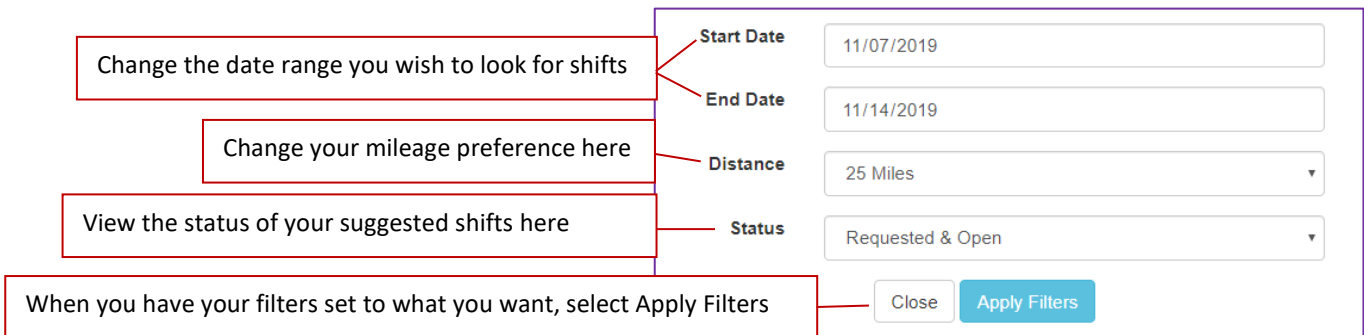 Start Date
11/07/2019
Change the date range you wish to look for shifts
End Date
11/14/2019
Change your mileage preference here
Distance
25 Miles
View the status of your suggested shifts here
Status
Requested & Open
When you have your filters set to what you want, select Apply Filters
Close
Apply Filters